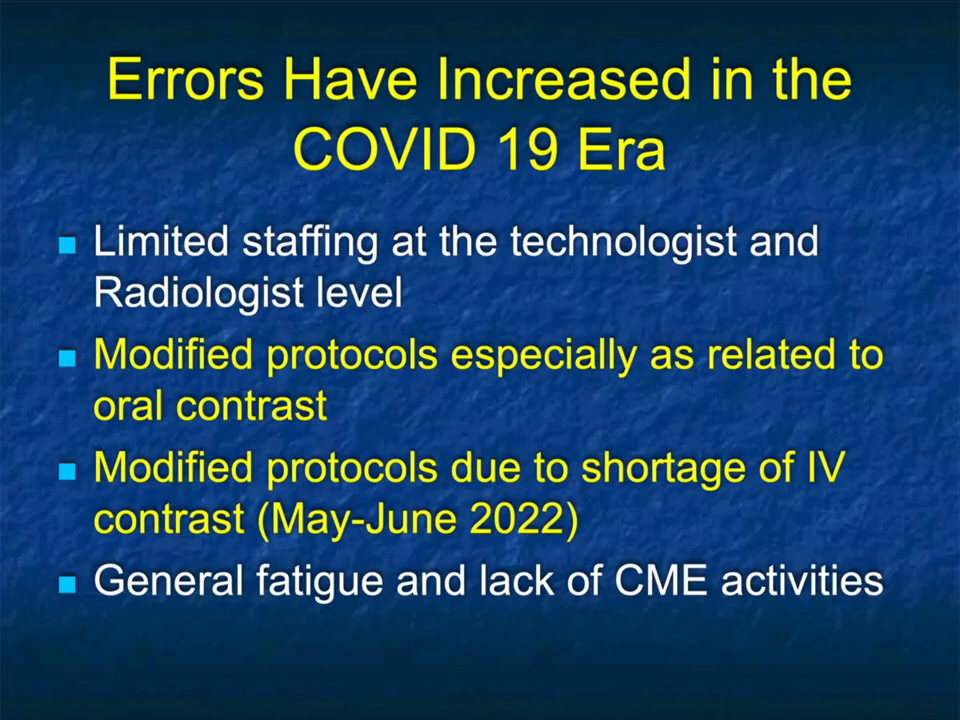 Errors Have Increased in the
COVID 19 Era
Limited staffing at the technologist and
Radiologist level
Modified protocols especially as related to
oral contrast
Modified protocols due to shortage of IV
contrast (May-June 2022)
General fatigue and lack of CME activities